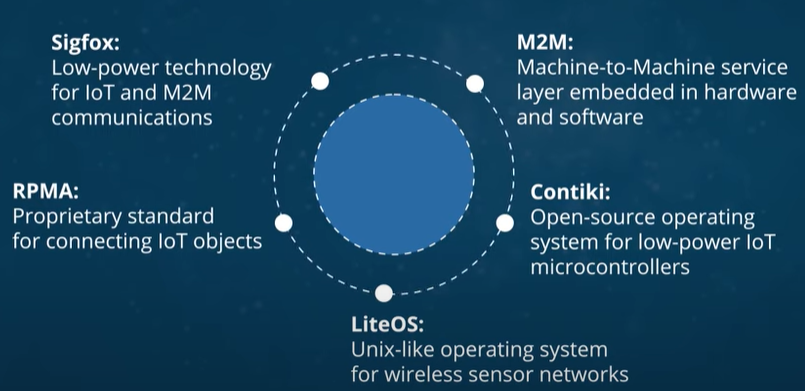 Sigfox:
Low-power technology
for IoT and M2M
communications
M2M:
Machine-to-Machine service
layer embedded in hardware
and software
RPMA:
Proprietary standard
for connecting IoT objects
Contiki:
Open-source operating
system for low-power IoT
microcontrollers
LiteOS:
Unix-like operating system
for wireless sensor networks